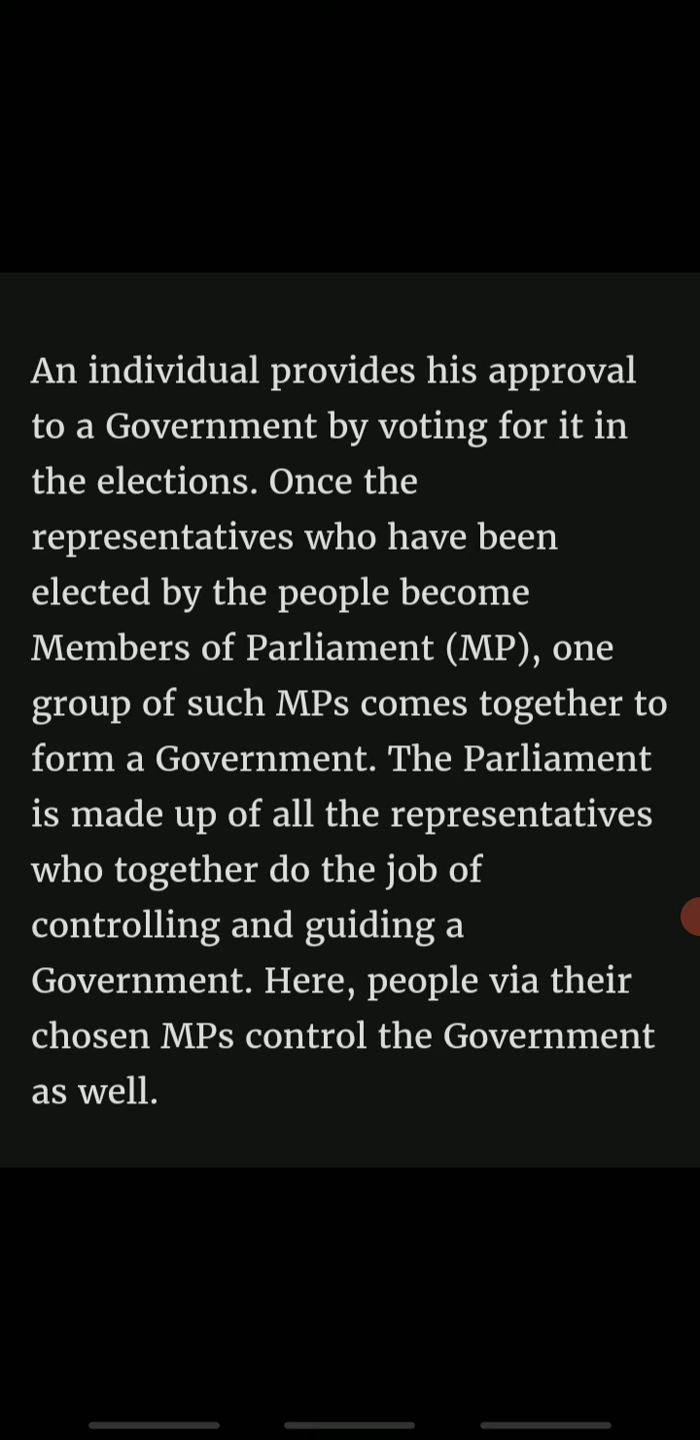 An individual provides his approval
to a Government by voting for it in
the elections. Once the
representatives who have been
elected by the people become
Members of Parliament (MP), one
group of such MPs comes together to
form a Government. The Parliament
is made up of all the representatives
who together do the job of
controlling and guiding a
Government. Here, people via their
chosen MPs control the Government
as well.